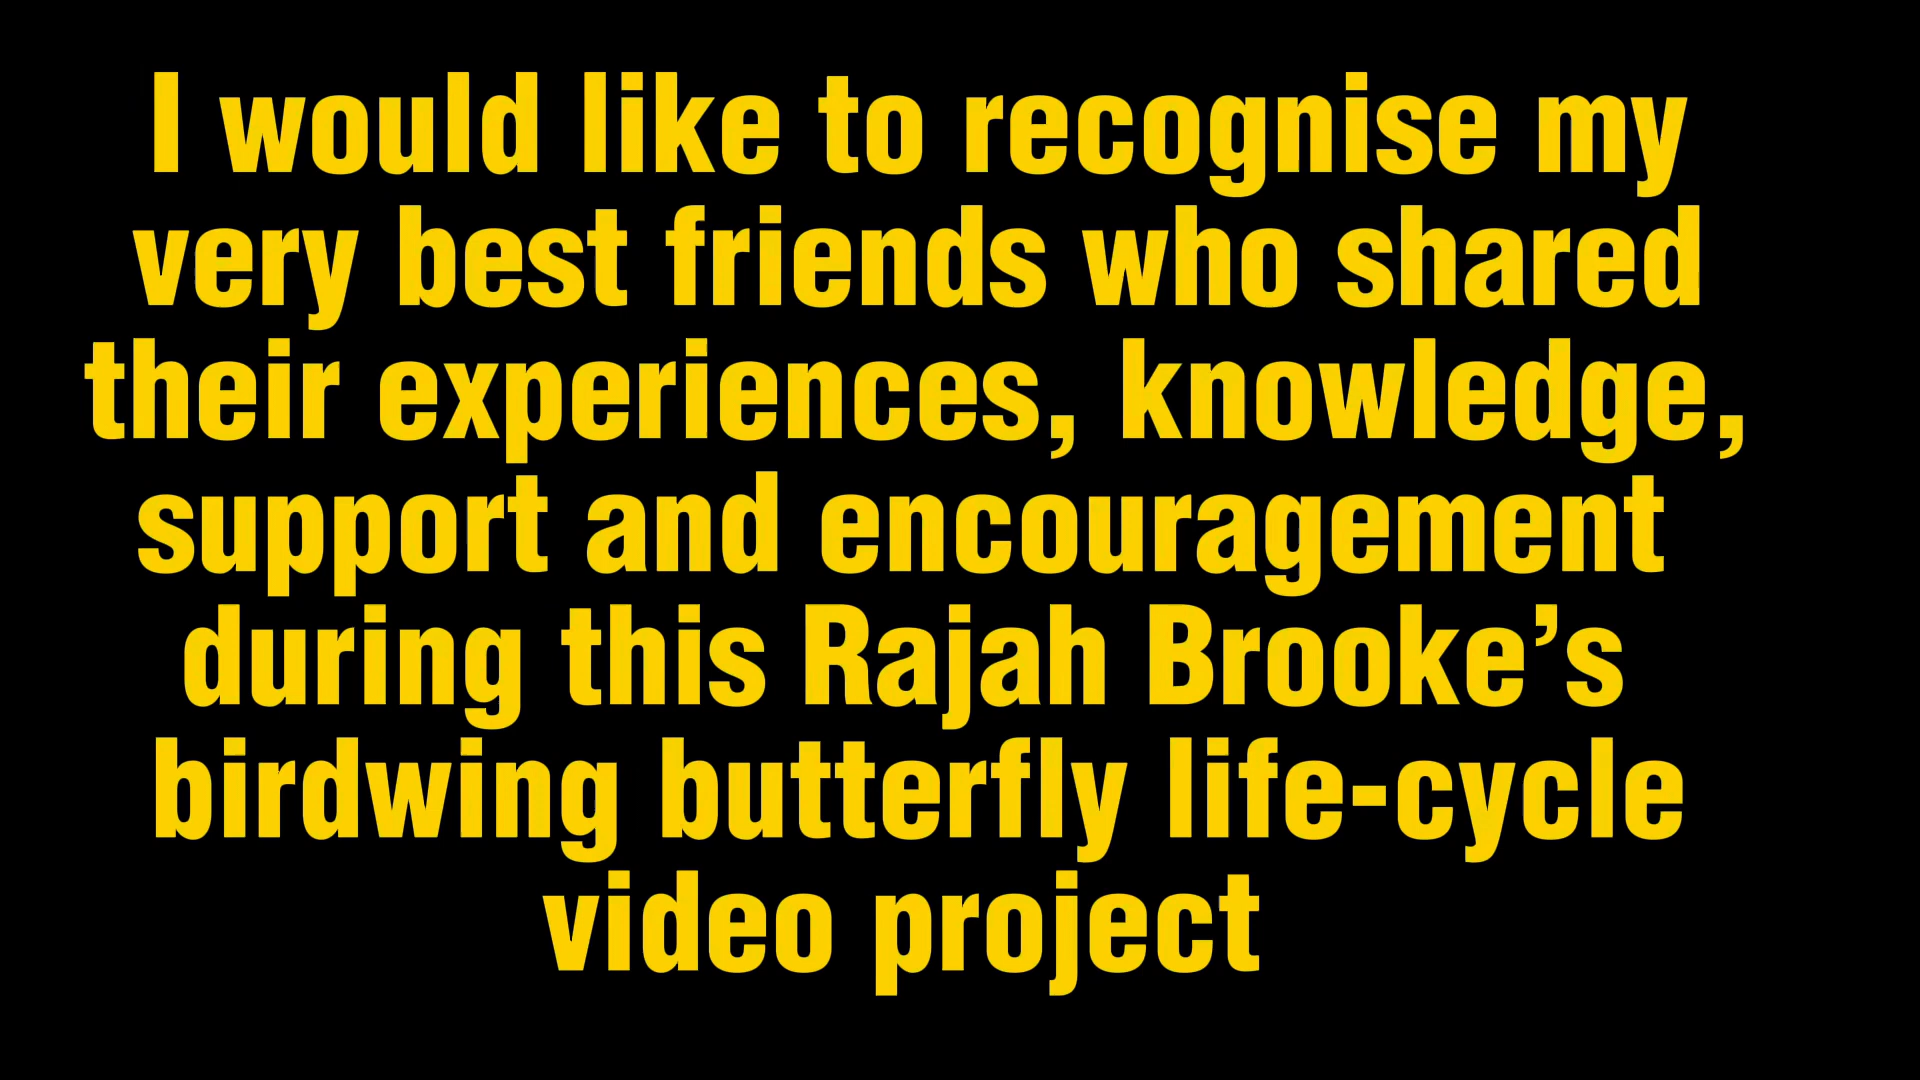 I would like to recognise my
very best friends who shared
their experiences, knowledge,
support and encouragement
during this Rajah Brooke’s
birdwing butterfly life-cycle
video project